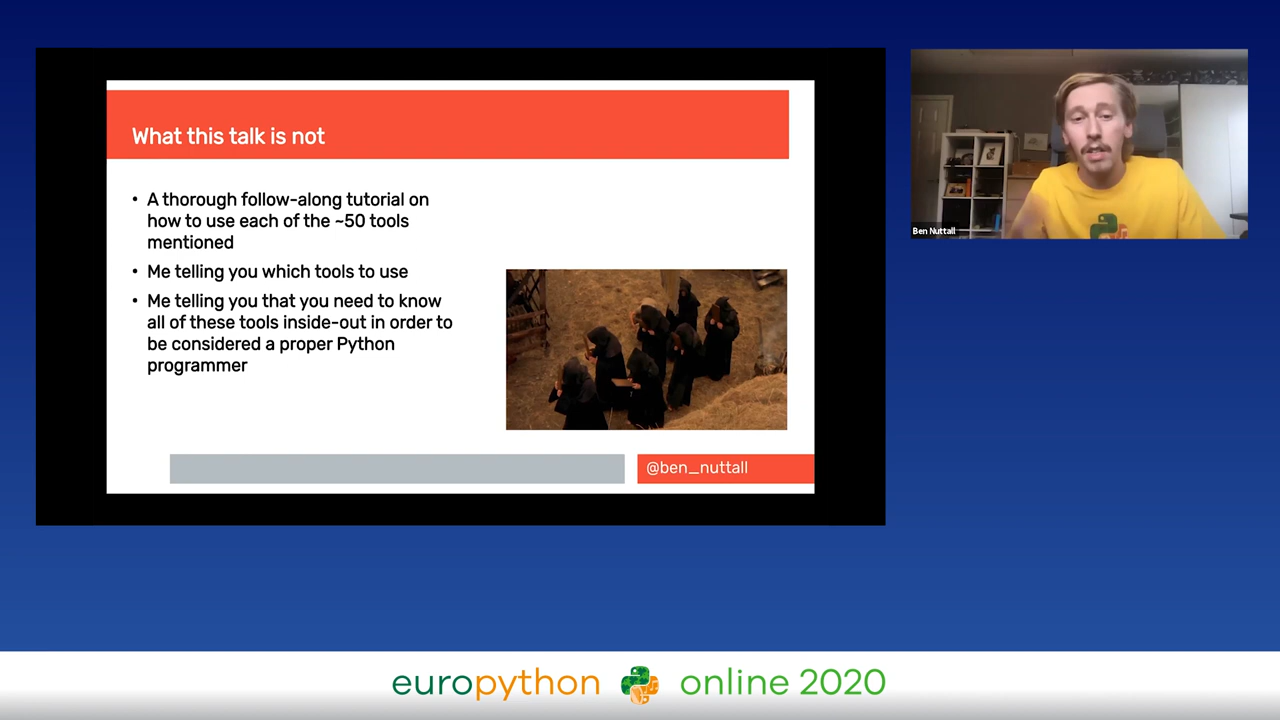 What this talk is not
• A thorough follow-along tutorial on
how to use each of the ~50 tools
mentioned
• Me telling you which tools to use
• Me telling you that you need to know
all of these tools inside-out in order to
be considered a proper Python
programmer
@ben_nuttall
Ben Nuttall
europython online 2020